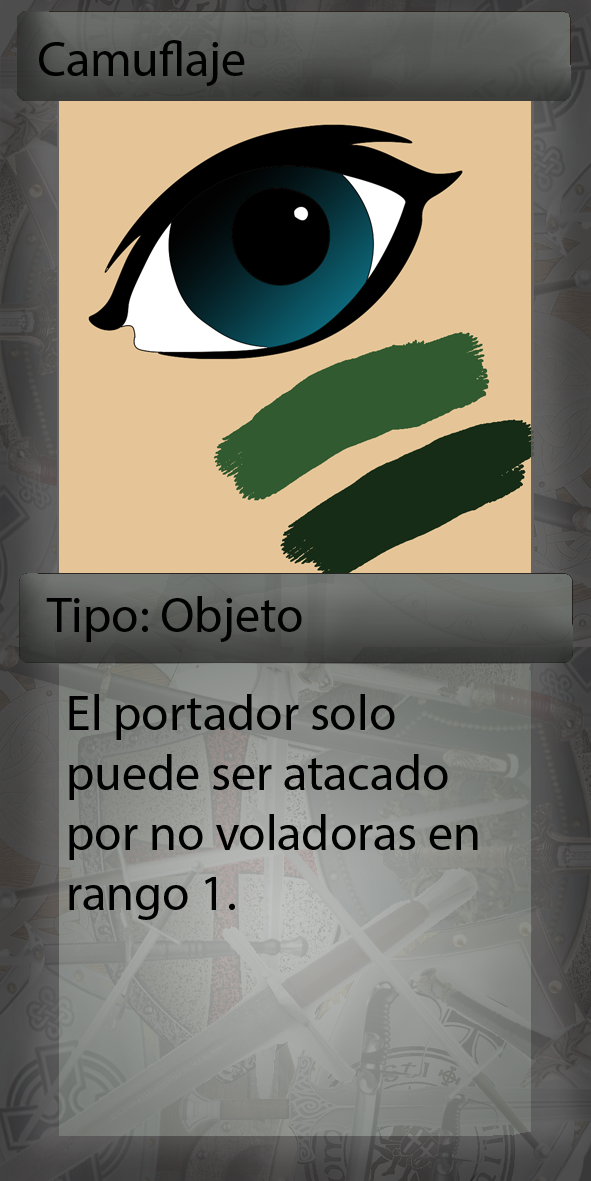 Camuflaje
Tipo: Objeto
El portador solo
puede ser atacado
por no voladoras en
rango 1.